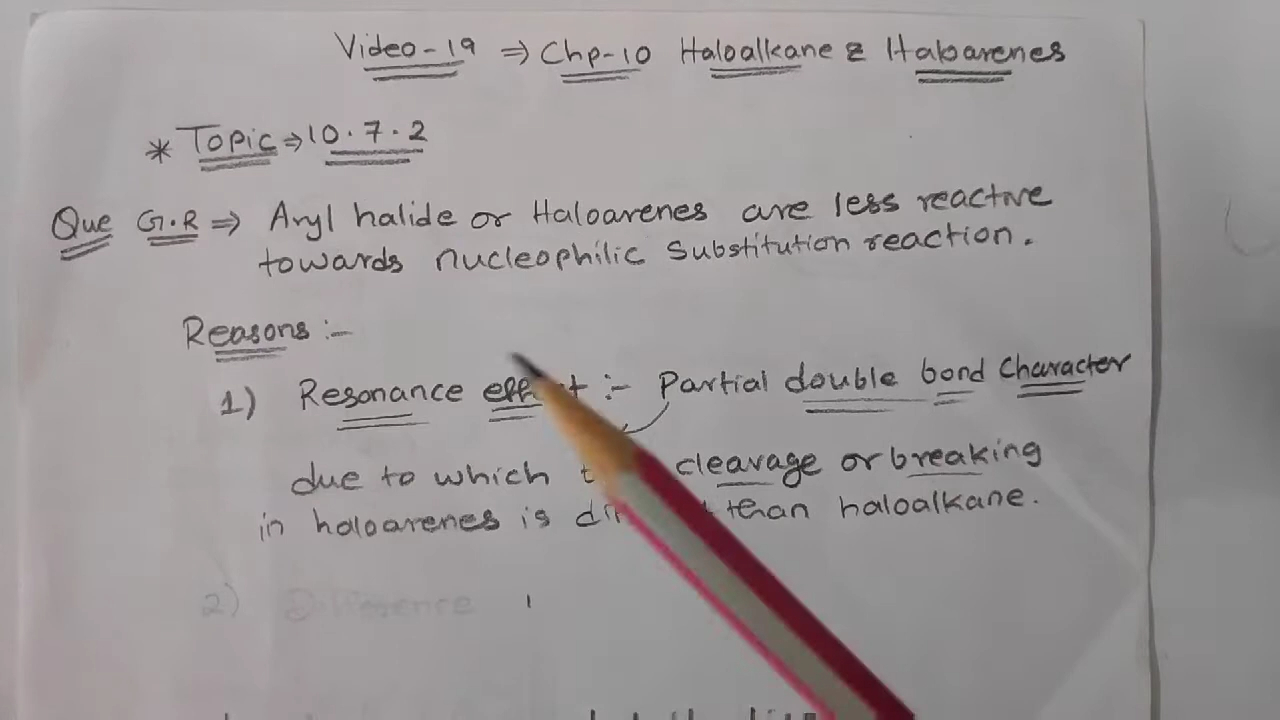 Video-19 ⇒ Chp-10 Haloalkane & Haloarenes
* Topic ⇒ 10.7.2
Que G.R ⇒ Aryl halide or Haloarenes are less reactive
towards nucleophilic Substitution reaction.
Reasons :-
1) Resonance effect :- Partial double bond Character
due to which cleavage or breaking
in haloarenes is than haloalkane.
2) Difference